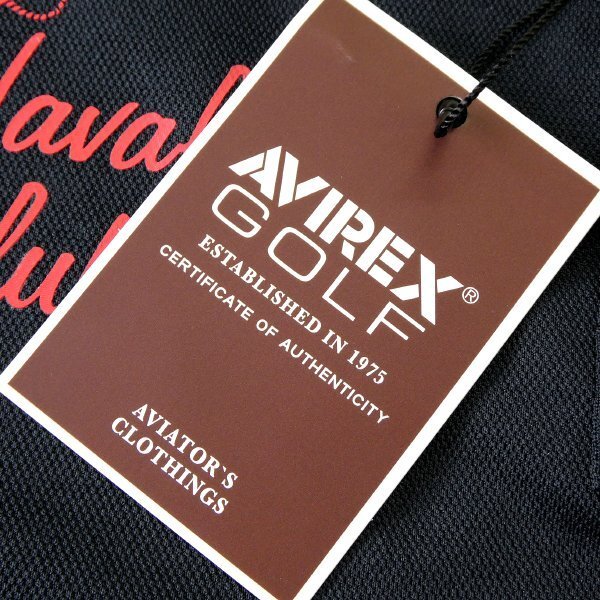 AVIREX®
GOLF
ESTABLISHED IN 1975
CERTIFICATE OF AUTHENTICITY
AVIATOR`S
CLOTHINGS